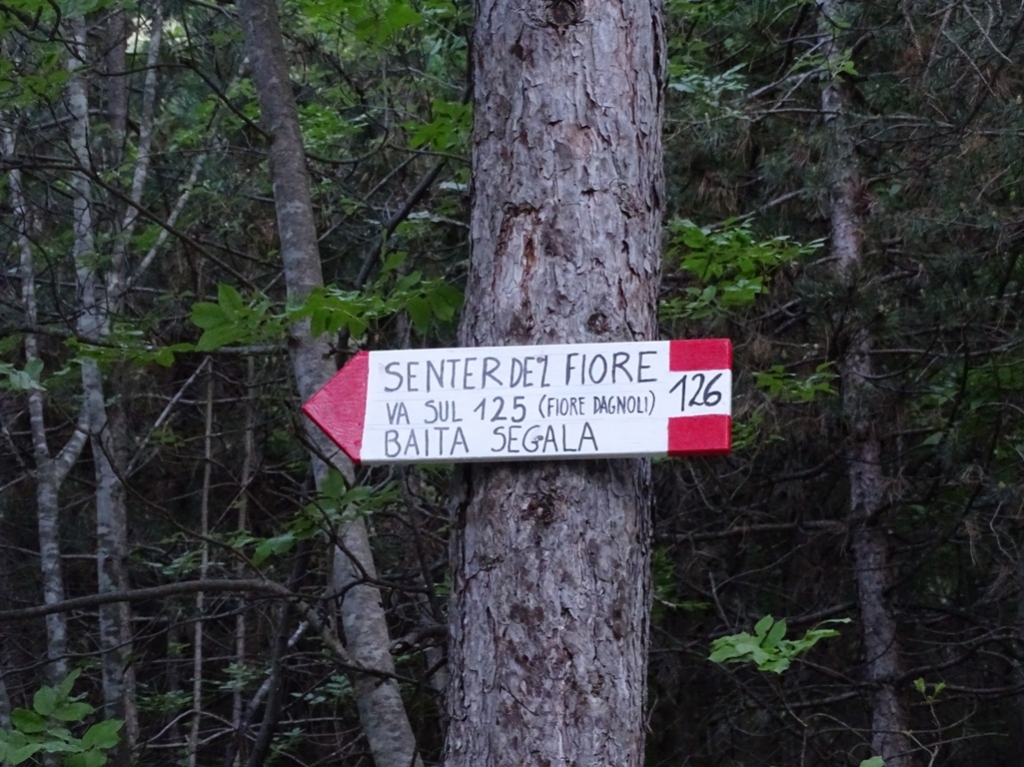 SENTER DEL FIORE
VA SUL 125 (FIORE DAGNOLI)
BAITA SEGALA
126